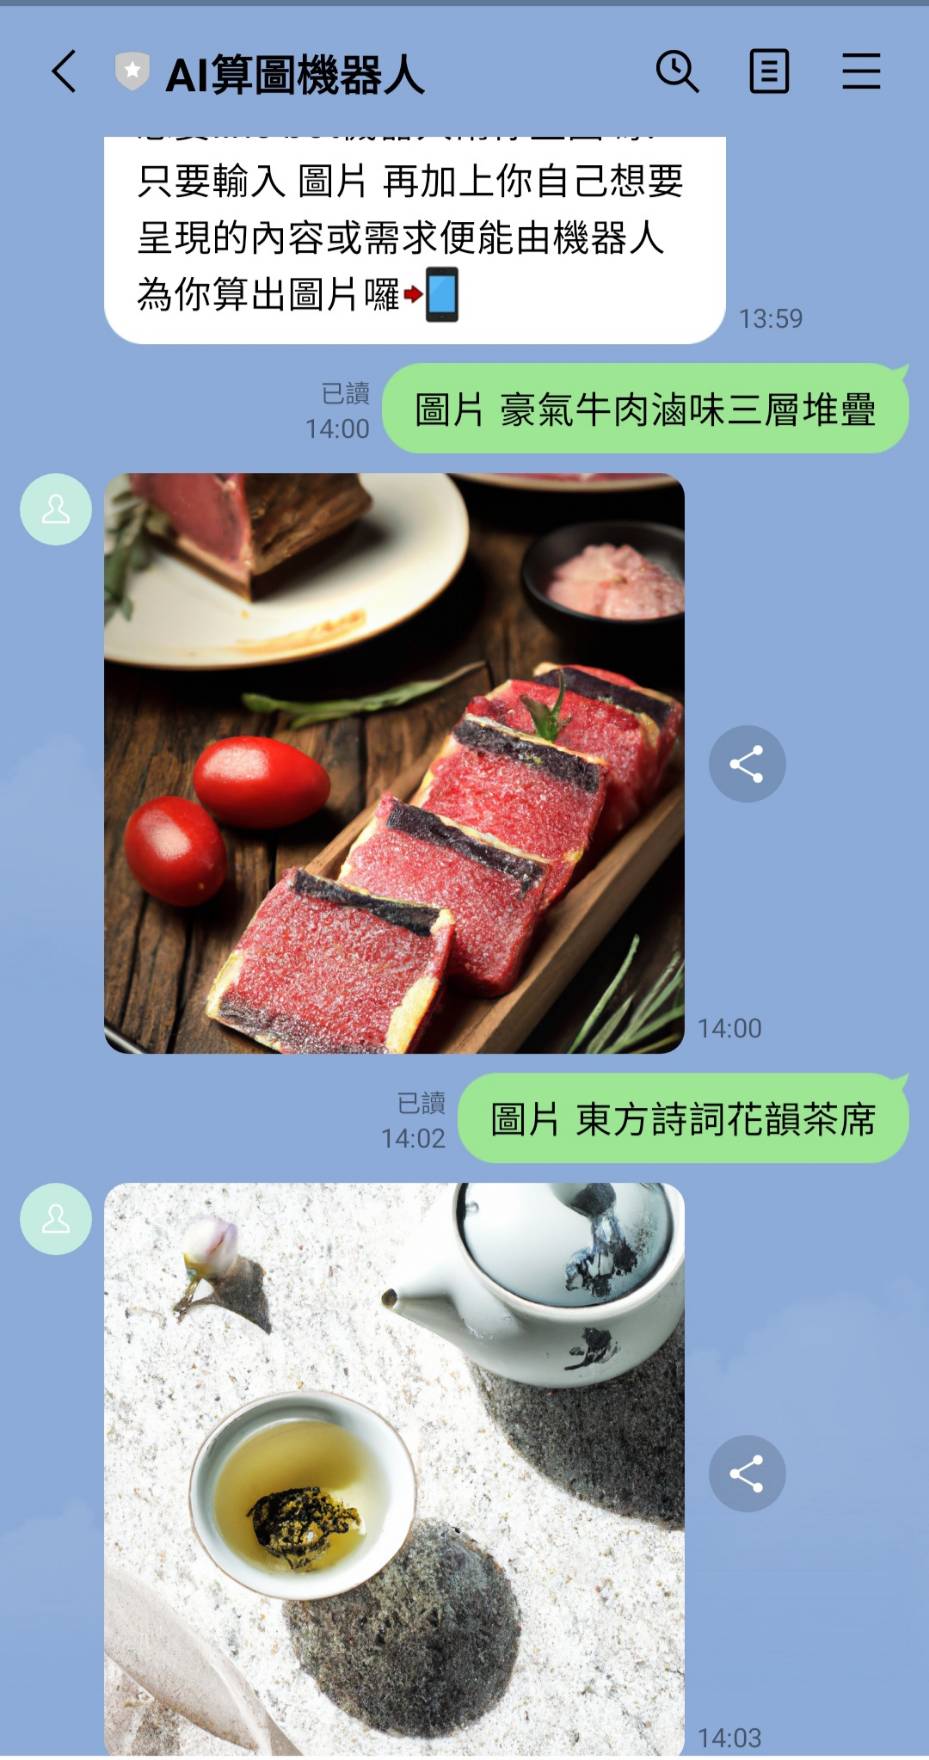 AI算圖機器人
只要輸入 圖片 再加上你自己想要
呈現的內容或需求便能由機器人
為你算出圖片囉
13:59
已讀
14:00
圖片 豪氣牛肉滷味三層堆疊
14:00
已讀
14:02
圖片 東方詩詞花韻茶席
14:03